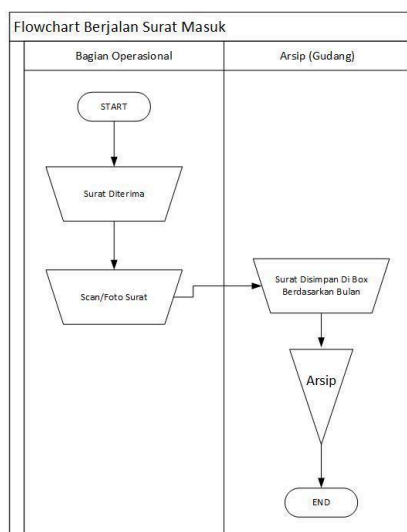 Flowchart Berjalan Surat Masuk
Bagian Operasional
Arsip (Gudang)
START
Surat Diterima
Scan/Foto Surat
Surat Disimpan Di Box
Berdasarkan Bulan
Arsip
END